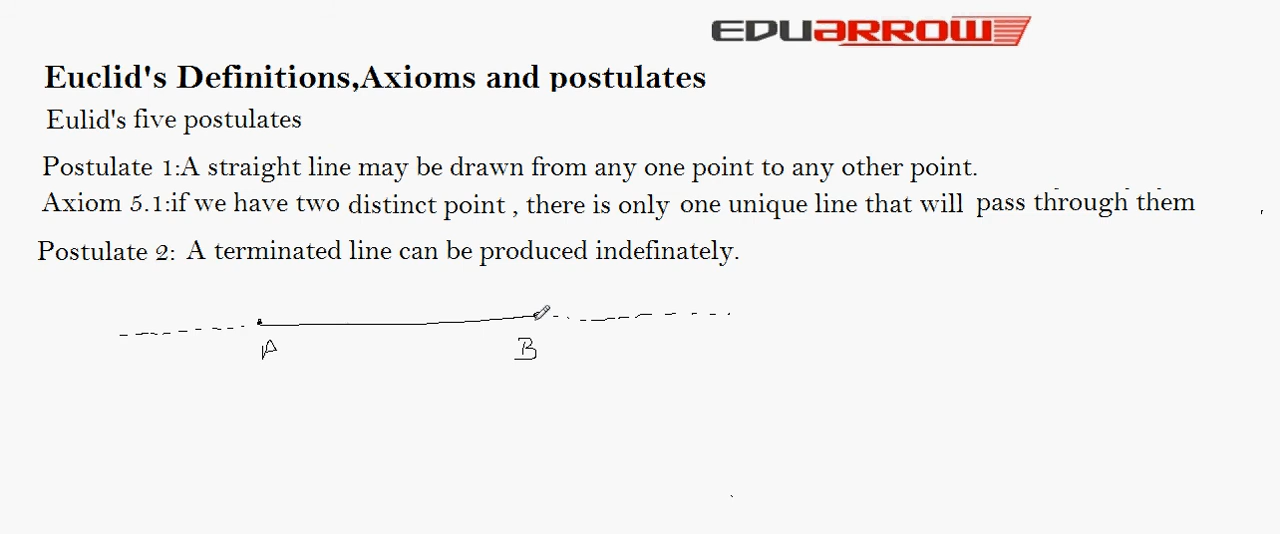 EDUARROW
Euclid's Definitions,Axioms and postulates
Eulid's five postulates
Postulate 1:A straight line may be drawn from any one point to any other point.
Axiom 5.1:if we have two distinct point , there is only one unique line that will pass through them
Postulate 2: A terminated line can be produced indefinately.
A B